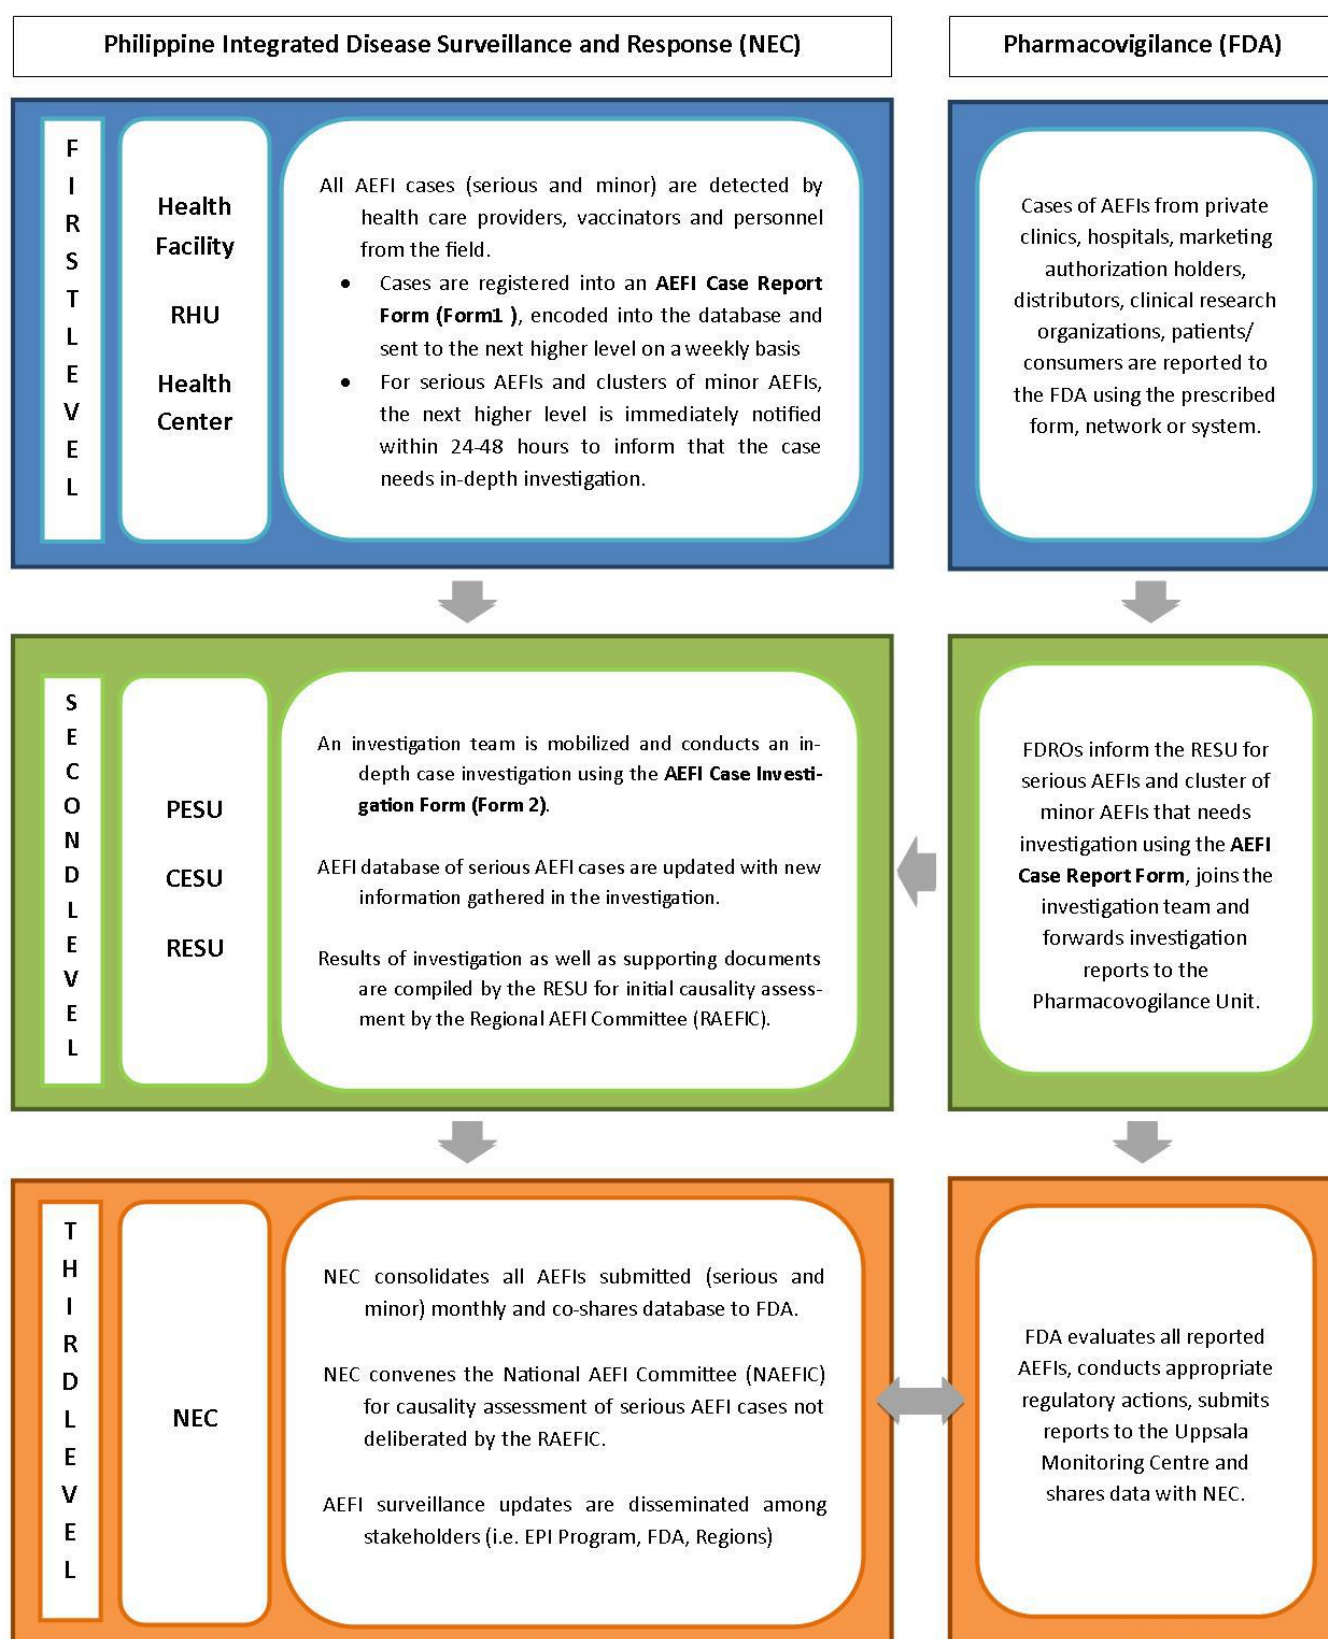 Philippine Integrated Disease Surveillance and Response (NEC)
Pharmacovigilance (FDA)
FIRST LEVEL
Health
Facility
RHU
Health
Center
All AEFI cases (serious and minor) are detected by
health care providers, vaccinators and personnel
from the field.
• Cases are registered into an AEFI Case Report
Form (Form1 ), encoded into the database and
sent to the next higher level on a weekly basis
• For serious AEFIs and clusters of minor AEFIs,
the next higher level is immediately notified
within 24-48 hours to inform that the case
needs in-depth investigation.
Cases of AEFIs from private
clinics, hospitals, marketing
authorization holders,
distributors, clinical research
organizations, patients/
consumers are reported to
the FDA using the prescribed
form, network or system.
SECOND LEVEL
PESU
CESU
RESU
An investigation team is mobilized and conducts an in-
depth case investigation using the AEFI Case Investi-
gation Form (Form 2).
AEFI database of serious AEFI cases are updated with new
information gathered in the investigation.
Results of investigation as well as supporting documents
are compiled by the RESU for initial causality assess-
ment by the Regional AEFI Committee (RAEFIC).
FDROs inform the RESU for
serious AEFIs and cluster of
minor AEFIs that needs
investigation using the AEFI
Case Report Form, joins the
investigation team and
forwards investigation
reports to the
Pharmacovogilance Unit.
THIRD LEVEL
NEC
NEC consolidates all AEFIs submitted (serious and
minor) monthly and co-shares database to FDA.
NEC convenes the National AEFI Committee (NAEFIC)
for causality assessment of serious AEFI cases not
deliberated by the RAEFIC.
AEFI surveillance updates are disseminated among
stakeholders (i.e. EPI Program, FDA, Regions)
FDA evaluates all reported
AEFIs, conducts appropriate
regulatory actions, submits
reports to the Uppsala
Monitoring Centre and
shares data with NEC.